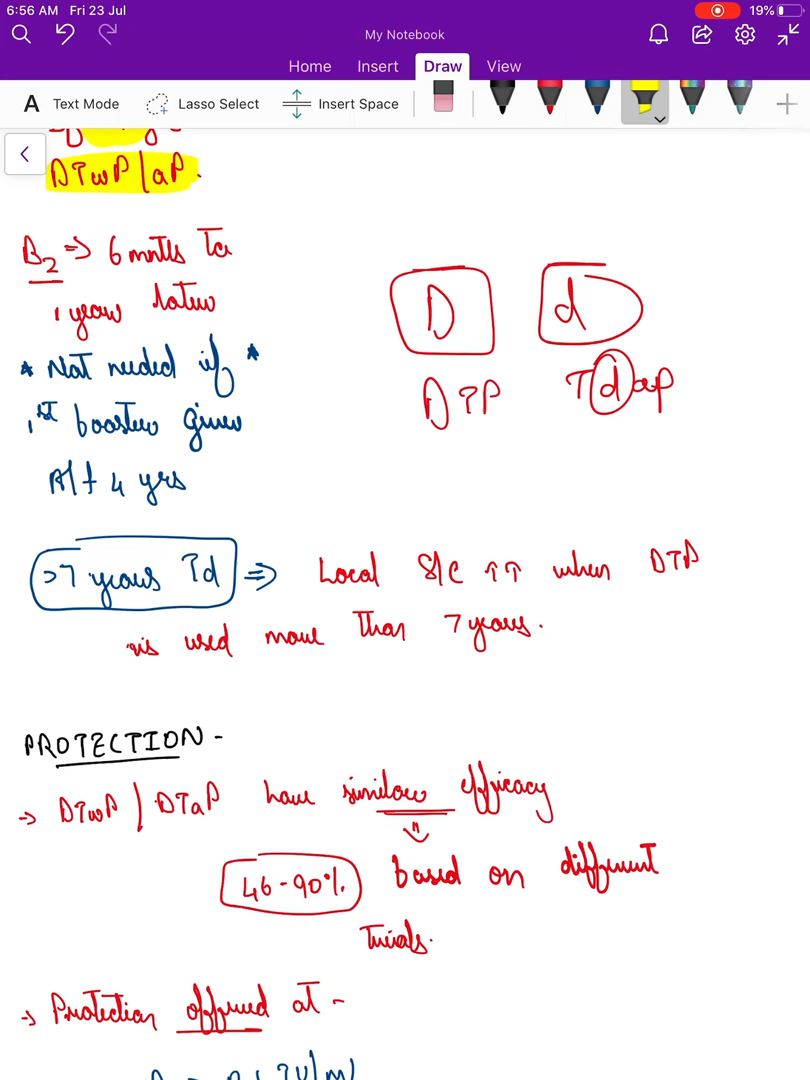 6:56 AM Fri 23 Jul
19%
My Notebook
Home Insert Draw View
A Text Mode Lasso Select Insert Space
DTwP/aP.
B2 => 6 mnths to
1 year later
* Not needed if *
1st booster given
Aft 4 yrs
D d
DTP Tdap
>7 years Td => Local S/E ↑↑ when DTP
is used more than 7 years.
PROTECTION -
→ DTwP / DTaP have similar efficacy
46-90% based on different
trials.
→ Protection offered at -